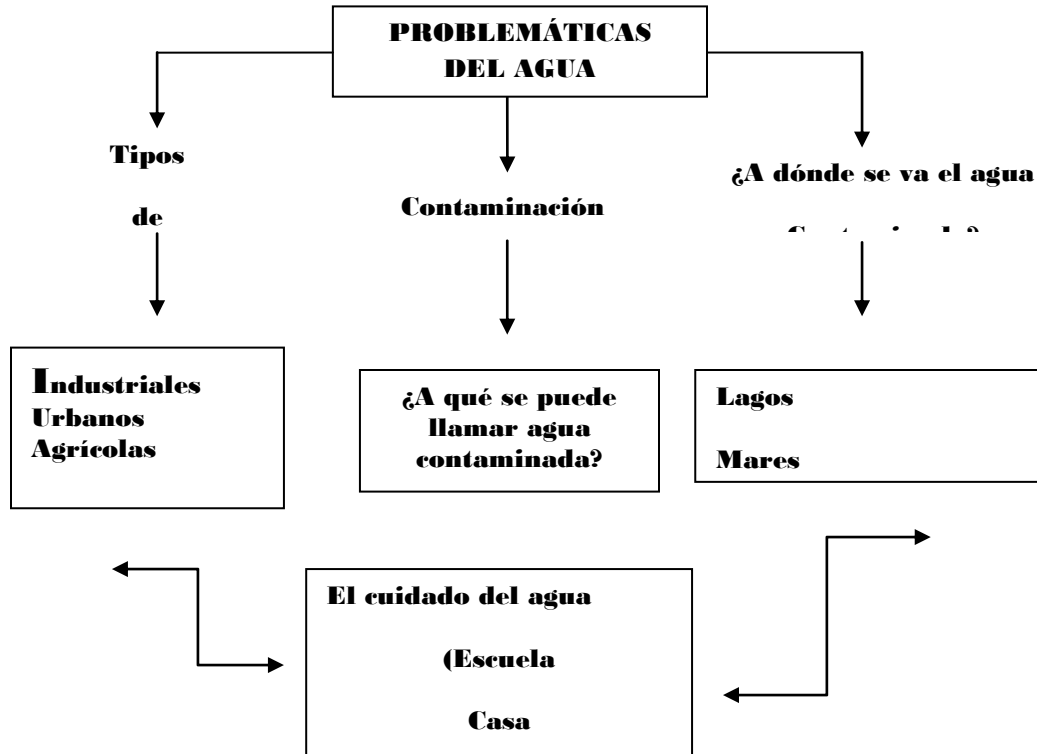 PROBLEMÁTICAS
DEL AGUA
Tipos
de
Contaminación
¿A dónde se va el agua
Industriales
Urbanos
Agrícolas
¿A qué se puede
llamar agua
contaminada?
Lagos
Mares
El cuidado del agua
(Escuela
Casa